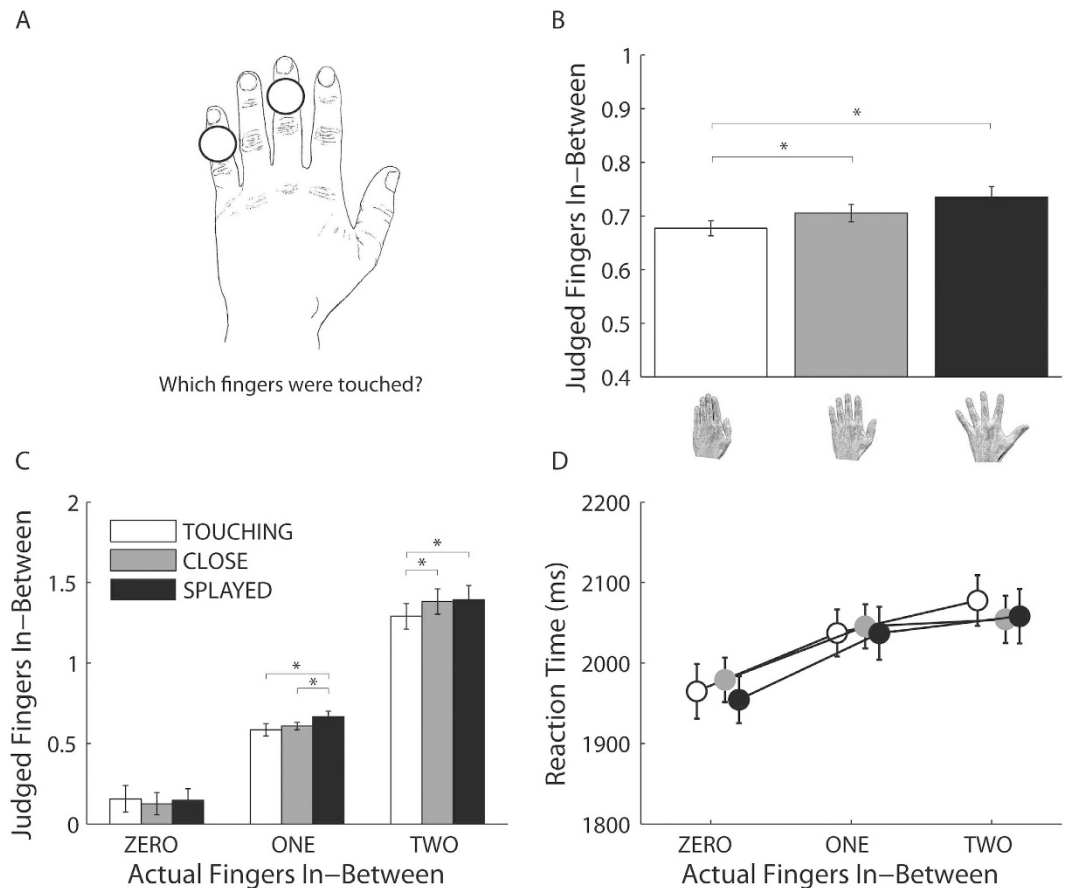 A
Which fingers were touched?
B
Judged Fingers In–Between
1
0.9
0.8
0.7
0.6
0.5
0.4
*
*
C
Judged Fingers In–Between
2
1.5
1
0.5
0
TOUCHING
CLOSE
SPLAYED
*
*
*
*
ZERO ONE TWO
Actual Fingers In–Between
D
Reaction Time (ms)
2200
2100
2000
1900
1800
ZERO ONE TWO
Actual Fingers In–Between